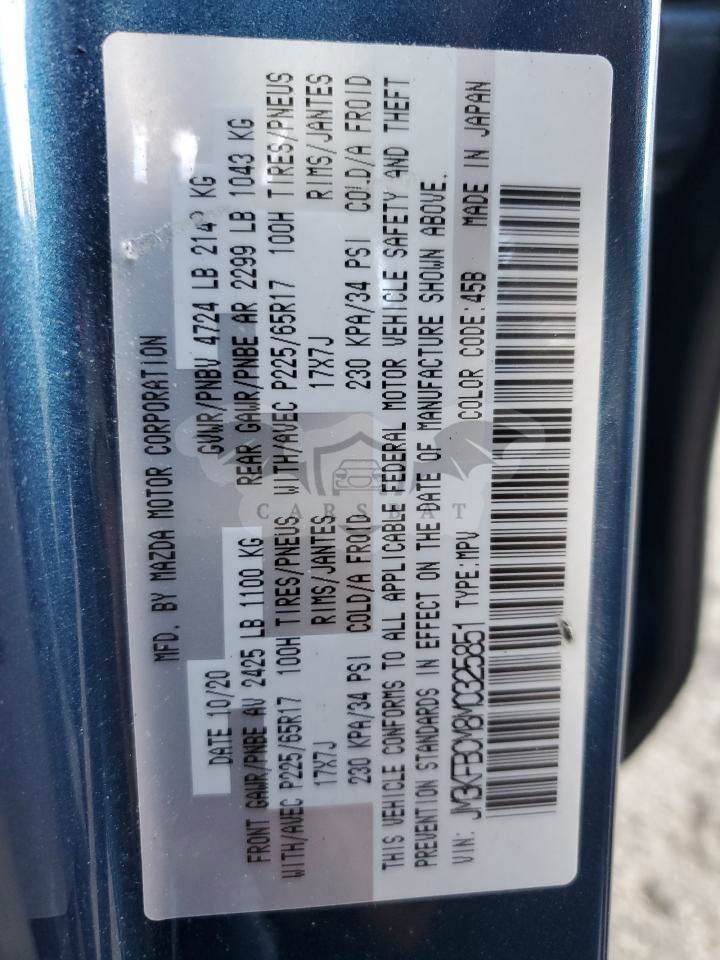 MFD. BY MAZDA MOTOR CORPORATION
DATE 10/20 GVWR/PNBV 4724 LB KG
FRONT GAWR/PNBE AV 2425 LB 1100 KG REAR GAWR/PNBE AR 2299 LB 1043 KG
WITH/AVEC P225/65R17 100H TIRES/PNEUS WITH/AVEC P225/65R17 100H TIRES/PNEUS
17X7J RIMS/JANTES 17X7J RIMS/JANTES
230 KPA/34 PSI COLD/A FROID 230 KPA/34 PSI COLD/A FROID
THIS VEHICLE CONFORMS TO ALL APPLICABLE FEDERAL MOTOR VEHICLE SAFETY AND THEFT
PREVENTION STANDARDS IN EFFECT ON THE DATE OF MANUFACTURE SHOWN ABOVE.
VIN: JM3KFBCM8M0325851 TYPE: MPV COLOR CODE: 45B MADE IN JAPAN
CARSEAT